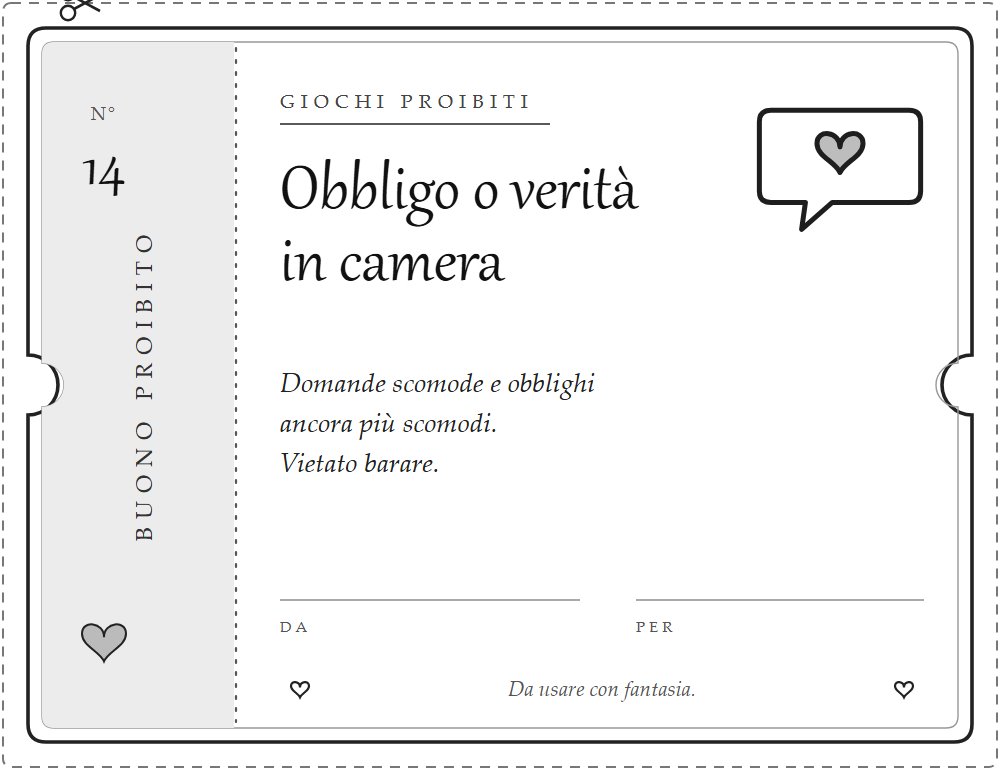 N°
14
BUONO PROIBITO
GIOCHI PROIBITI
Obbligo o verità
in camera
Domande scomode e obblighi
ancora più scomodi.
Vietato barare.
DA
PER
Da usare con fantasia.